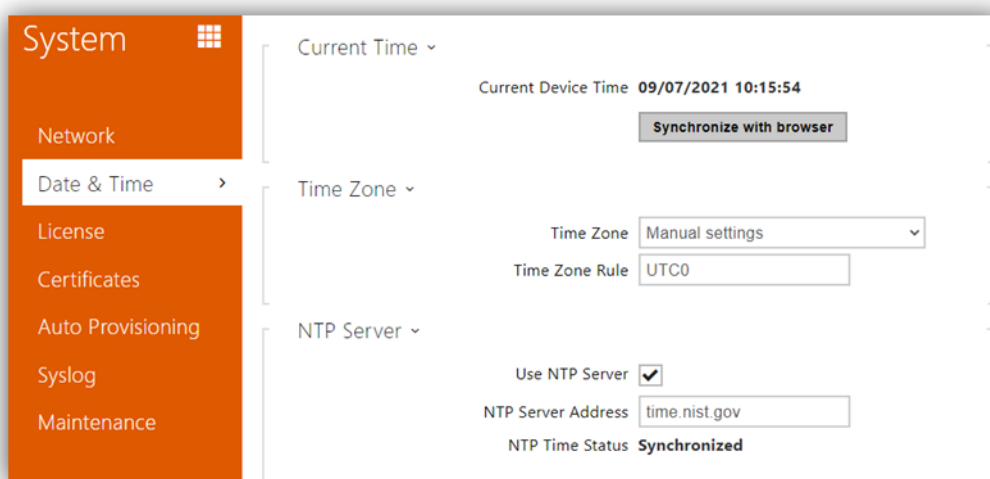 System
Network
Date & Time
License
Certificates
Auto Provisioning
Syslog
Maintenance
Current Time
Current Device Time 09/07/2021 10:15:54
Synchronize with browser
Time Zone
Time Zone Manual settings
Time Zone Rule UTC0
NTP Server
Use NTP Server
NTP Server Address time.nist.gov
NTP Time Status Synchronized